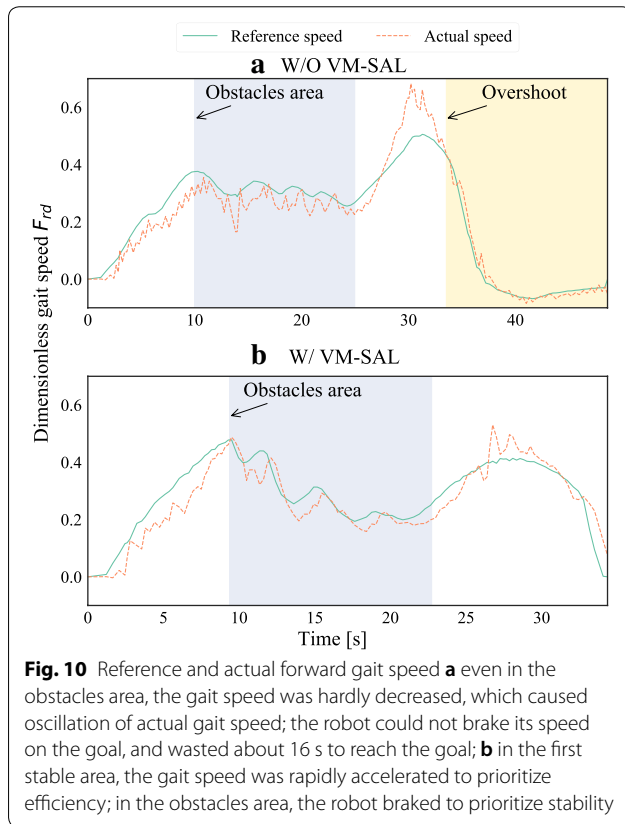 Reference speed Actual speed
a W/O VM-SAL
Obstacles area Overshoot
0.6
0.4
0.2
0.0
0 10 20 30 40
Dimensionless gait speed F_rd
b W/ VM-SAL
Obstacles area
0.6
0.4
0.2
0.0
0 5 10 15 20 25 30
Time [s]
Fig. 10 Reference and actual forward gait speed a even in the
obstacles area, the gait speed was hardly decreased, which caused
oscillation of actual gait speed; the robot could not brake its speed
on the goal, and wasted about 16 s to reach the goal; b in the first
stable area, the gait speed was rapidly accelerated to prioritize
efficiency; in the obstacles area, the robot braked to prioritize stability